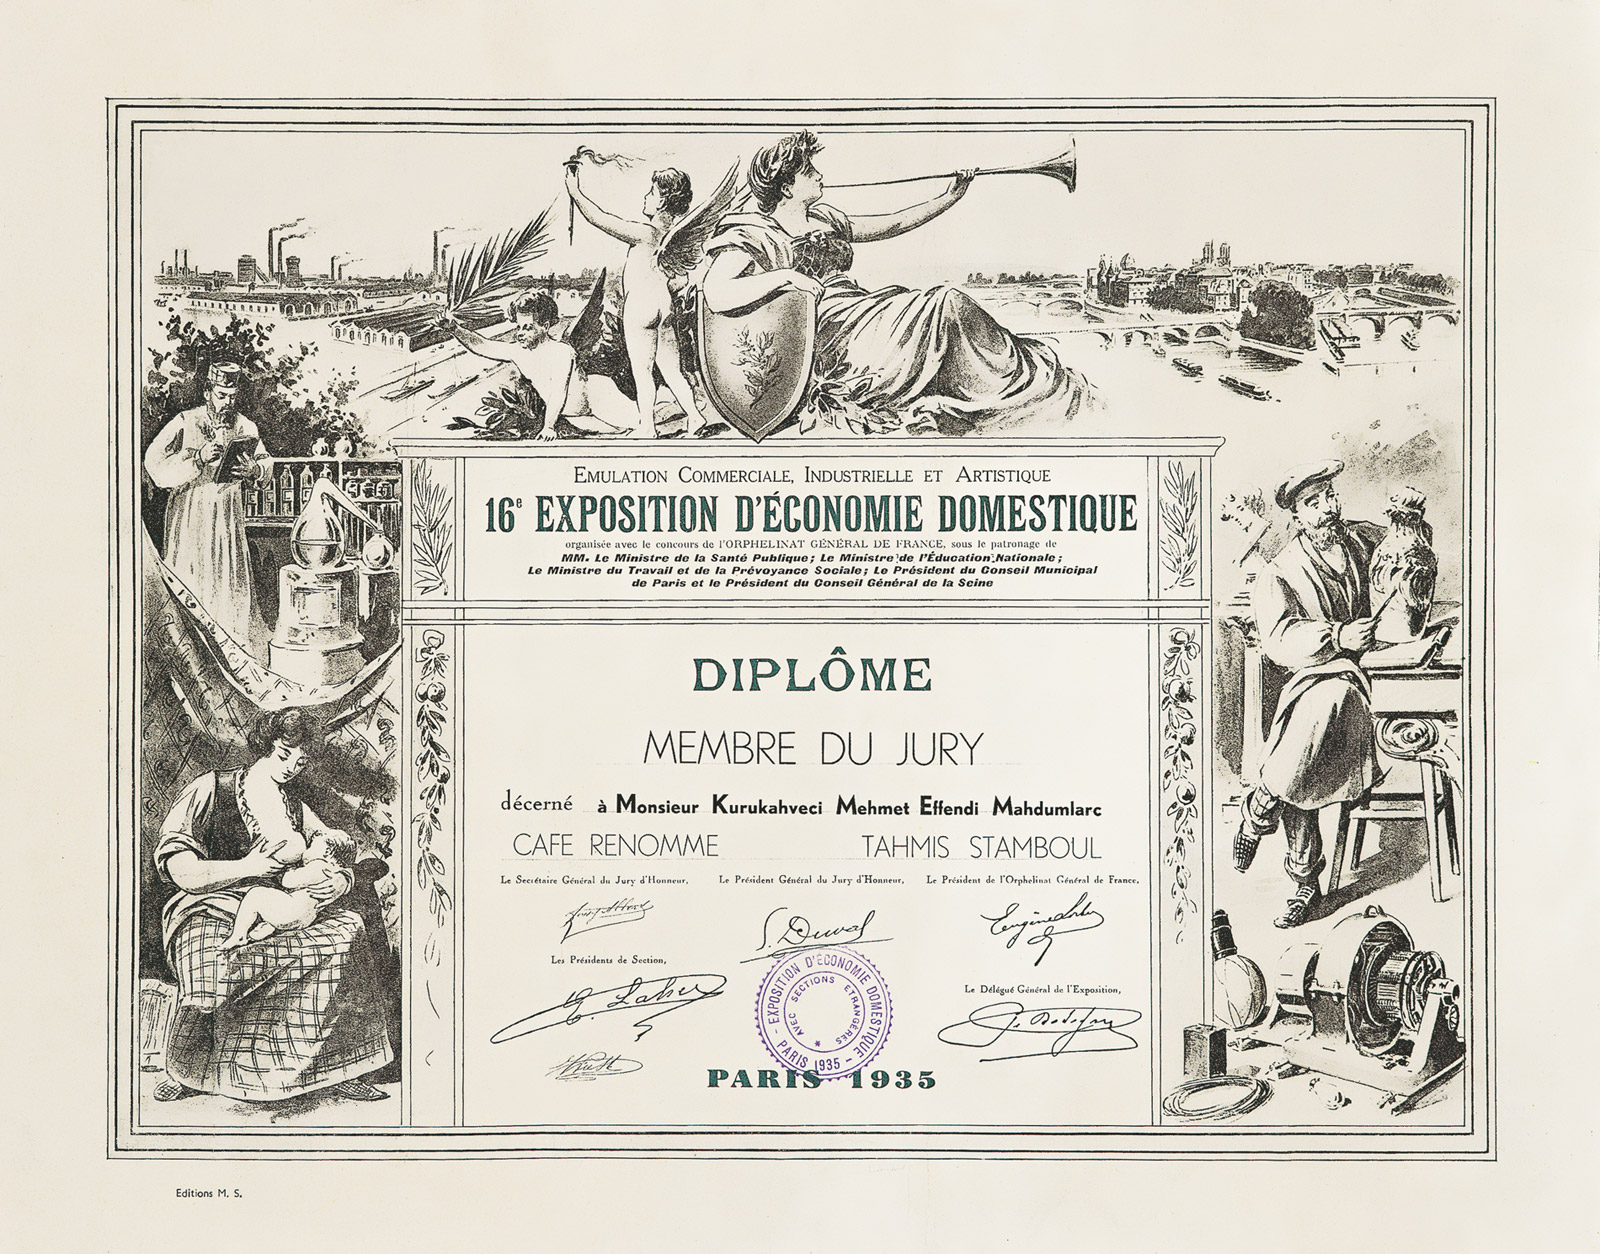 EMULATION COMMERCIALE, INDUSTRIELLE ET ARTISTIQUE
16e EXPOSITION D'ÉCONOMIE DOMESTIQUE
organisée avec le concours de l'ORPHELINAT GÉNÉRAL DE FRANCE, sous le patronage de
MM. Le Ministre de la Santé Publique; Le Ministre de l'Éducation Nationale;
Le Ministre du Travail et de la Prévoyance Sociale; Le Président du Conseil Municipal
de Paris et le Président du Conseil Général de la Seine
DIPLÔME
MEMBRE DU JURY
décerné à Monsieur Kurukahveci Mehmet Effendi Mahdumlarc
CAFE RENOMME TAHMIS STAMBOUL
Le Secrétaire Général du Jury d'Honneur, Le Président Général du Jury d'Honneur, Le Président de l'Orphelinat Général de France,
S. Duval
Les Présidents de Section,
Le Délégué Général de l'Exposition,
EXPOSITION D'ÉCONOMIE DOMESTIQUE - PARIS 1935 -
AVEC SECTIONS ETRANGÈRES *
PARIS 1935
Editions M. S.